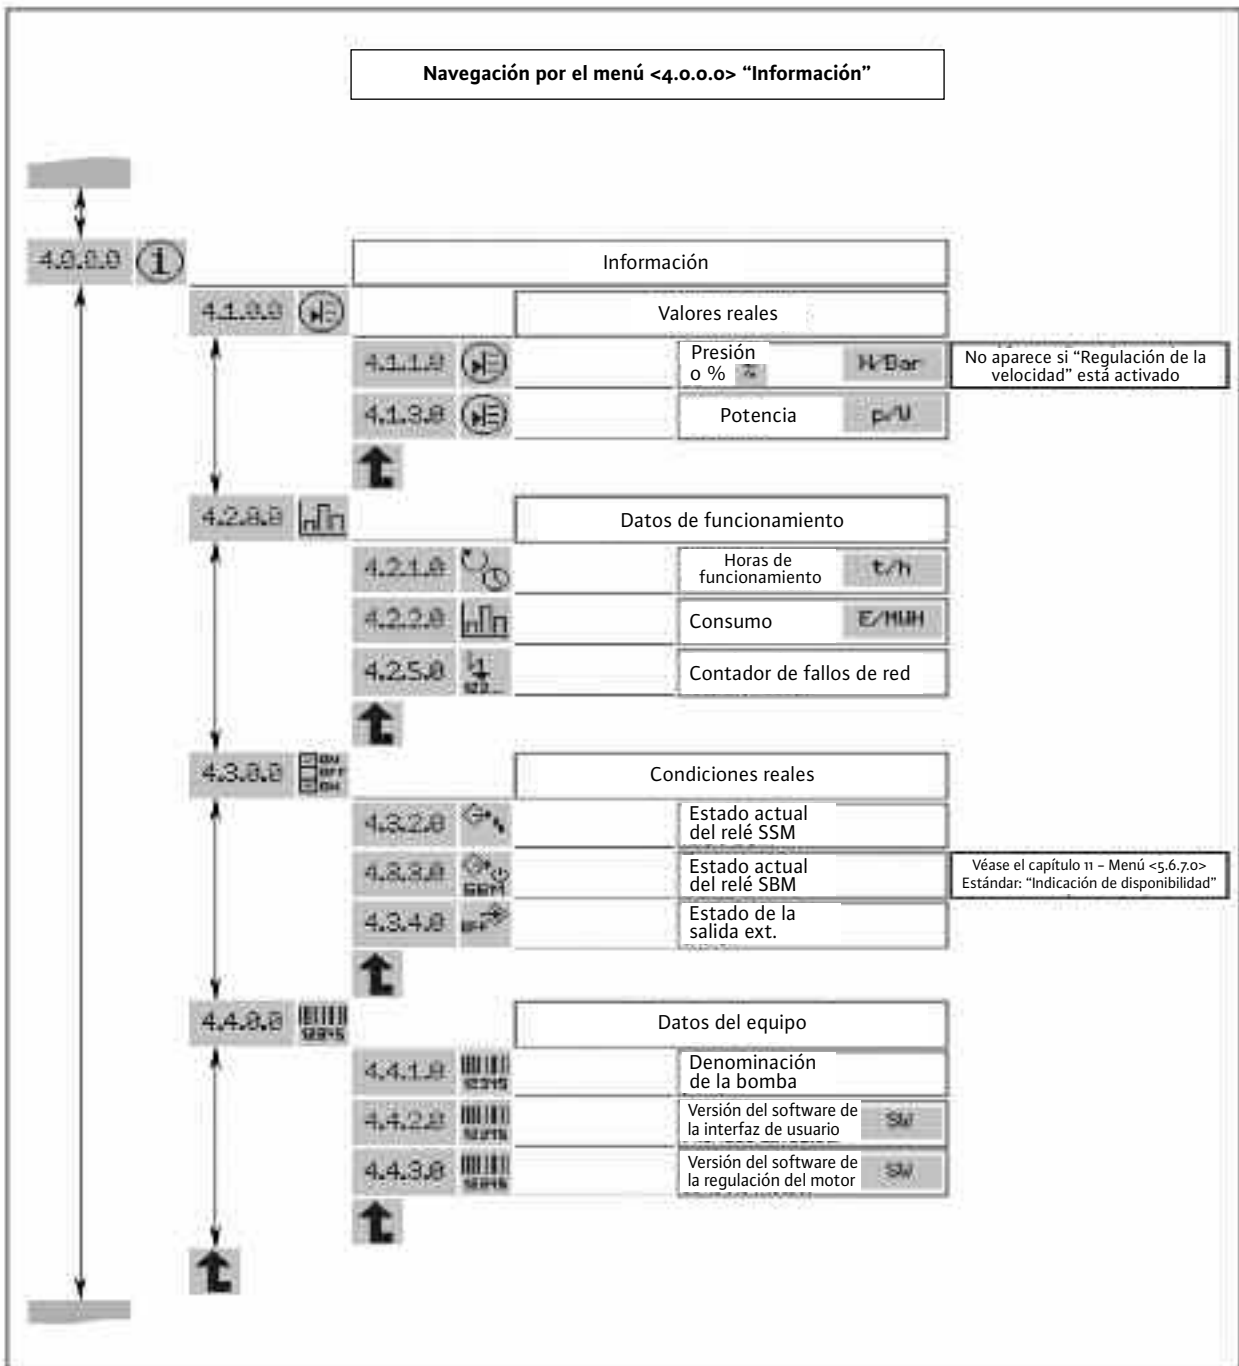 Navegación por el menú <4.0.0.0> “Información”
4.0.0.0
Información
4.1.0.0
Valores reales
4.1.1.0
Presión
o % %
H/Bar
No aparece si “Regulación de la
velocidad” está activado
4.1.3.0
Potencia
p/U
4.2.0.0
Datos de funcionamiento
4.2.1.0
Horas de
funcionamiento
t/h
4.2.2.0
Consumo
E/MWH
4.2.5.0
Contador de fallos de red
4.3.0.0
OFF
ON
Condiciones reales
4.3.2.0
Estado actual
del relé SSM
4.3.3.0
SBM
Estado actual
del relé SBM
Véase el capítulo 11 – Menú <5.6.7.0>
Estándar: “Indicación de disponibilidad”
4.3.4.0
OFF
Estado de la
salida ext.
4.4.0.0
12345
Datos del equipo
4.4.1.0
12345
Denominación
de la bomba
4.4.2.0
12345
Versión del software de
la interfaz de usuario
SW
4.4.3.0
12345
Versión del software de
la regulación del motor
SW